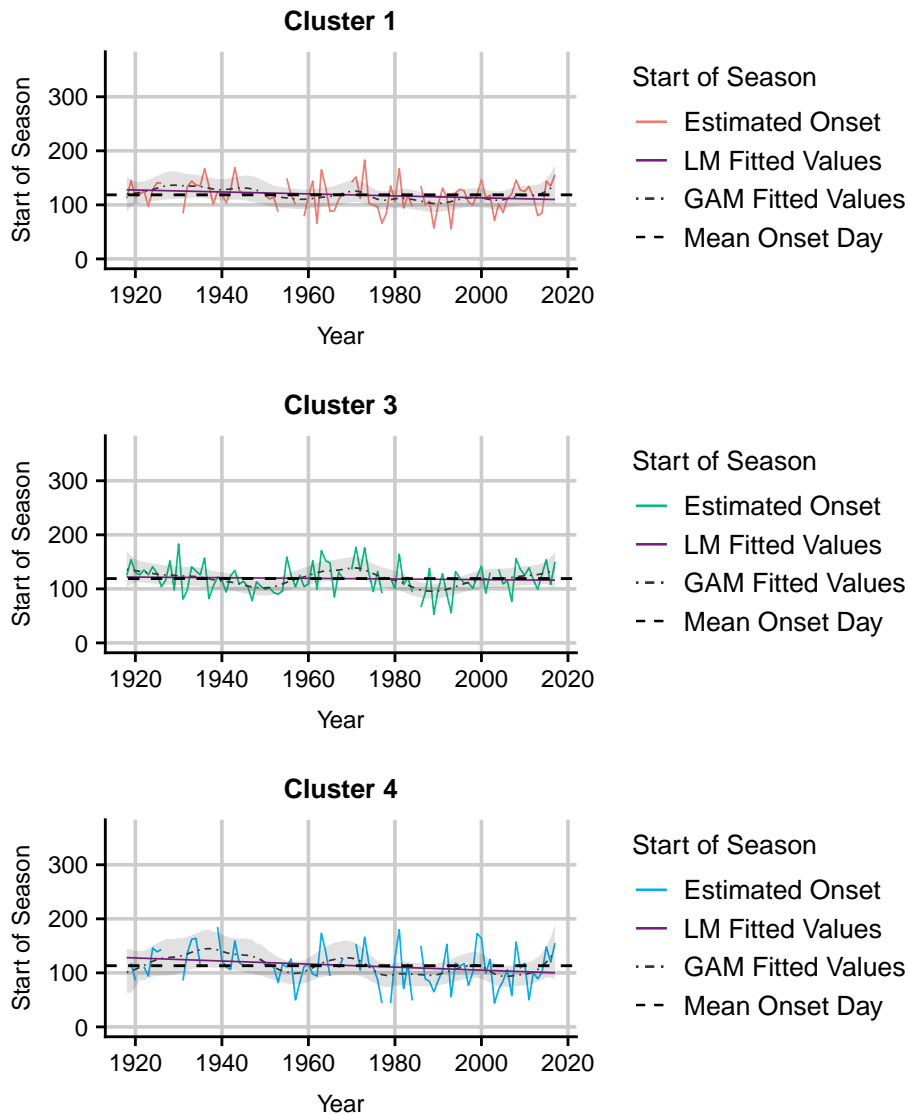 Cluster 1
Start of Season
300
200
100
0
1920 1940 1960 1980 2000 2020
Year
Start of Season
Estimated Onset
LM Fitted Values
GAM Fitted Values
Mean Onset Day
Cluster 3
Start of Season
300
200
100
0
1920 1940 1960 1980 2000 2020
Year
Start of Season
Estimated Onset
LM Fitted Values
GAM Fitted Values
Mean Onset Day
Cluster 4
Start of Season
300
200
100
0
1920 1940 1960 1980 2000 2020
Year
Start of Season
Estimated Onset
LM Fitted Values
GAM Fitted Values
Mean Onset Day